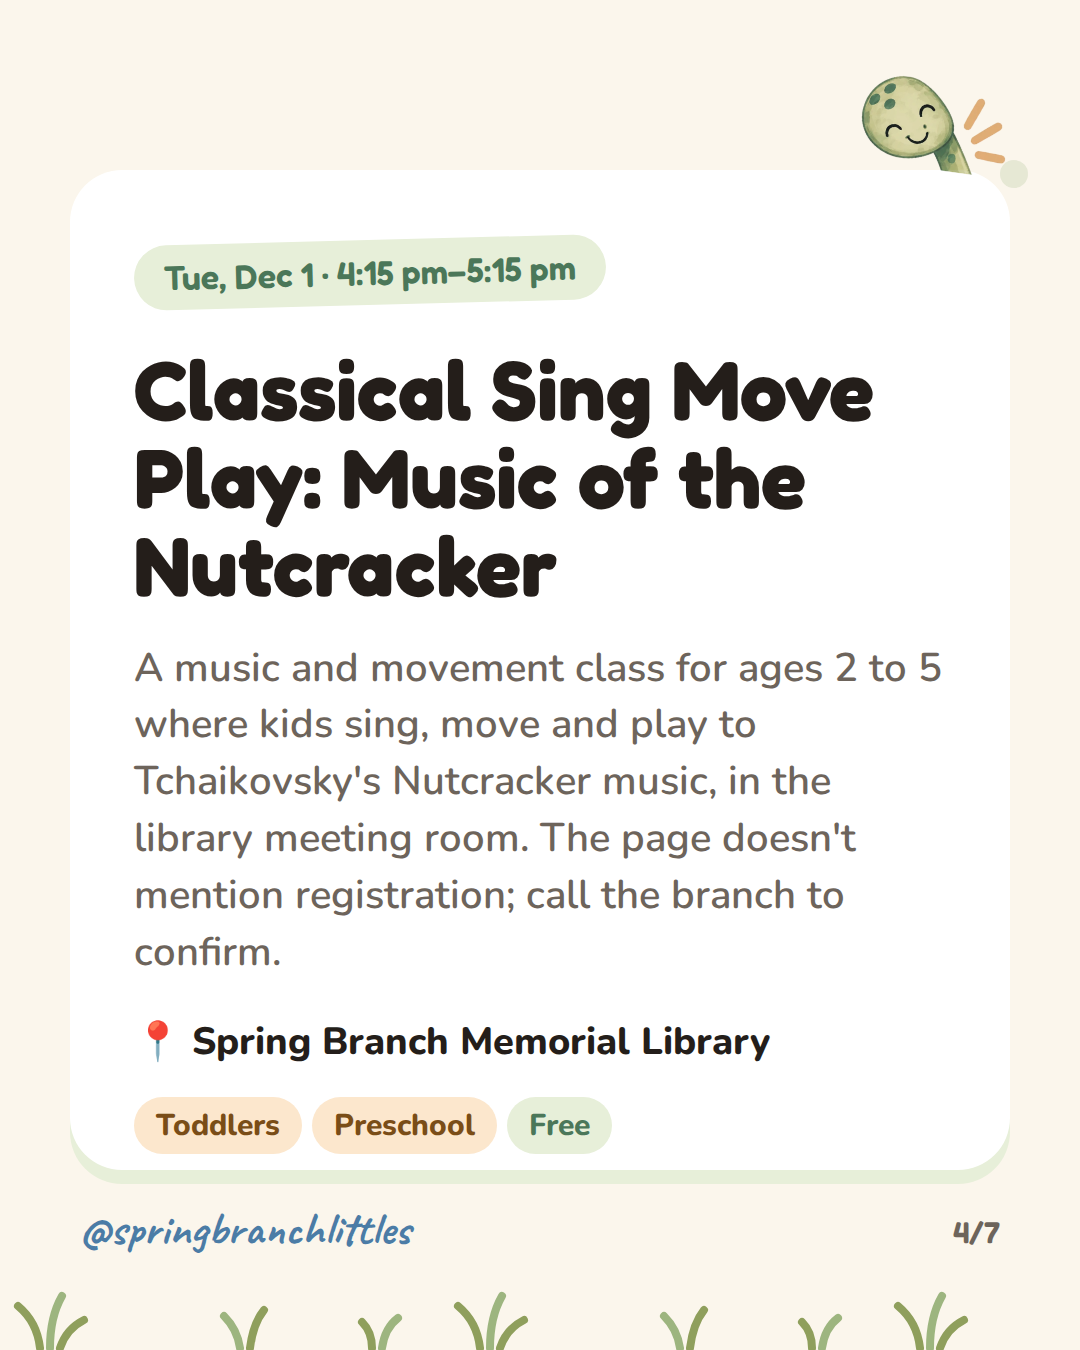 Tue, Dec 1 · 4:15 pm–5:15 pm
Classical Sing Move
Play: Music of the
Nutcracker
A music and movement class for ages 2 to 5
where kids sing, move and play to
Tchaikovsky's Nutcracker music, in the
library meeting room. The page doesn't
mention registration; call the branch to
confirm.
📍 Spring Branch Memorial Library
Toddlers Preschool Free
@springbranchlittles
4/7